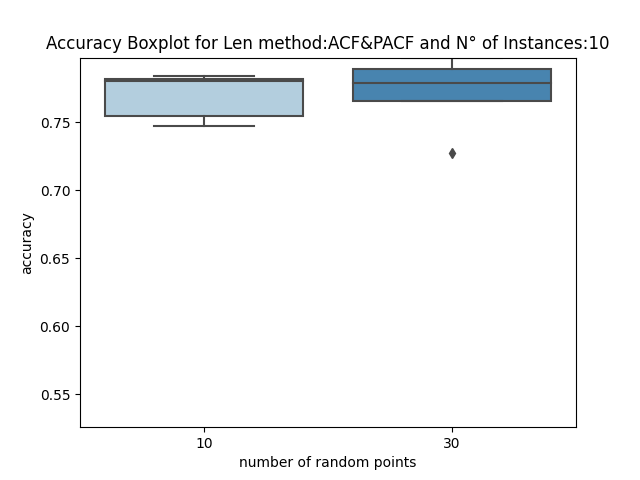 Accuracy Boxplot for Len method:ACF&PACF and N° of Instances:10
accuracy
0.75
0.70
0.65
0.60
0.55
10
30
number of random points